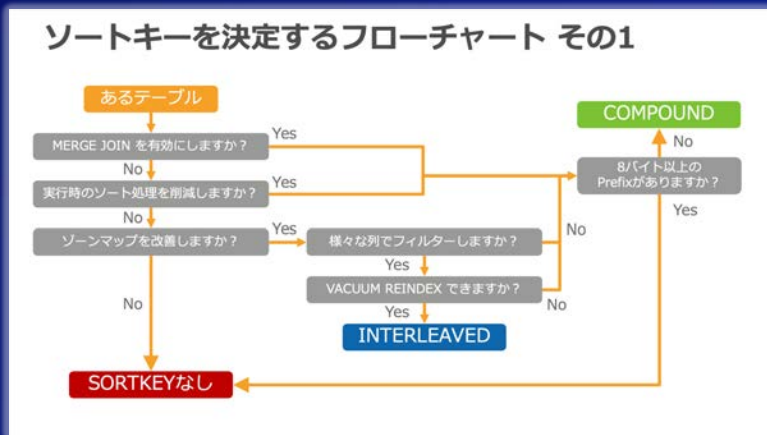 ソートキーを決定するフローチャート その1
あるテーブル
MERGE JOIN を有効にしますか？
Yes
No
実行時のソート処理を削減しますか？
Yes
No
ゾーンマップを改善しますか？
Yes
No
様々な列でフィルターしますか？
No
Yes
VACUUM REINDEX できますか？
No
Yes
INTERLEAVED
COMPOUND
No
8バイト以上の
Prefixがありますか？
Yes
SORTKEYなし